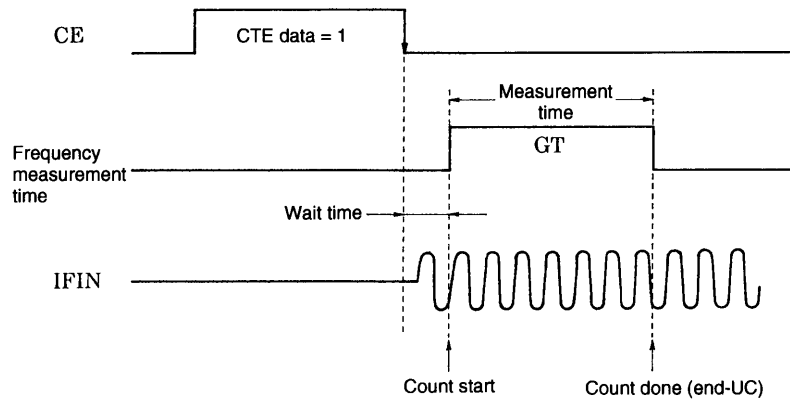 CE
CTE data = 1
Measurement
time
GT
Frequency
measurement
time
Wait time
IFIN
Count start
Count done (end-UC)